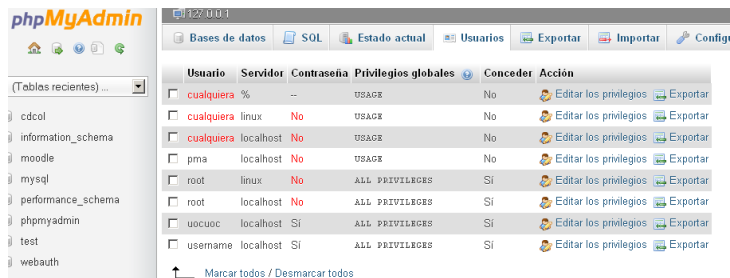 phpMyAdmin
(Tablas recientes) ...
cdcol
information_schema
moodle
mysql
performance_schema
phpmyadmin
test
webauth
127.0.0.1
Bases de datos SQL Estado actual Usuarios Exportar Importar Configu
Usuario Servidor Contraseña Privilegios globales Conceder Acción
cualquiera % -- USAGE No Editar los privilegios Exportar
cualquiera linux No USAGE No Editar los privilegios Exportar
cualquiera localhost No USAGE No Editar los privilegios Exportar
pma localhost No USAGE No Editar los privilegios Exportar
root linux No ALL PRIVILEGES Sí Editar los privilegios Exportar
root localhost No ALL PRIVILEGES Sí Editar los privilegios Exportar
uocuoc localhost Sí ALL PRIVILEGES Sí Editar los privilegios Exportar
username localhost Sí ALL PRIVILEGES Sí Editar los privilegios Exportar
Marcar todos / Desmarcar todos